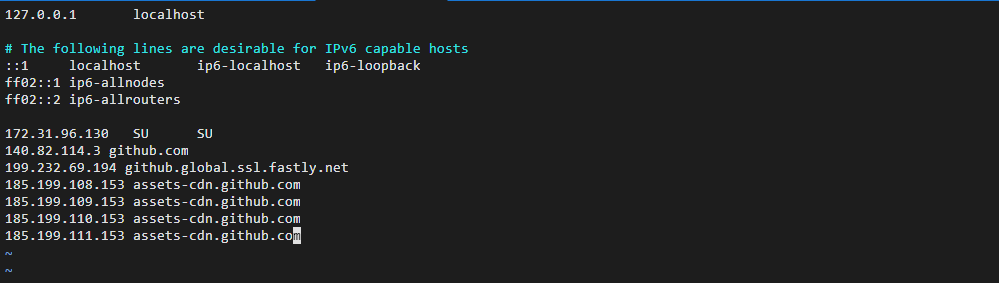 127.0.0.1       localhost
# The following lines are desirable for IPv6 capable hosts
::1     localhost       ip6-localhost   ip6-loopback
ff02::1 ip6-allnodes
ff02::2 ip6-allrouters
172.31.96.130   SU      SU
140.82.114.3 github.com
199.232.69.194 github.global.ssl.fastly.net
185.199.108.153 assets-cdn.github.com
185.199.109.153 assets-cdn.github.com
185.199.110.153 assets-cdn.github.com
185.199.111.153 assets-cdn.github.com
~
~